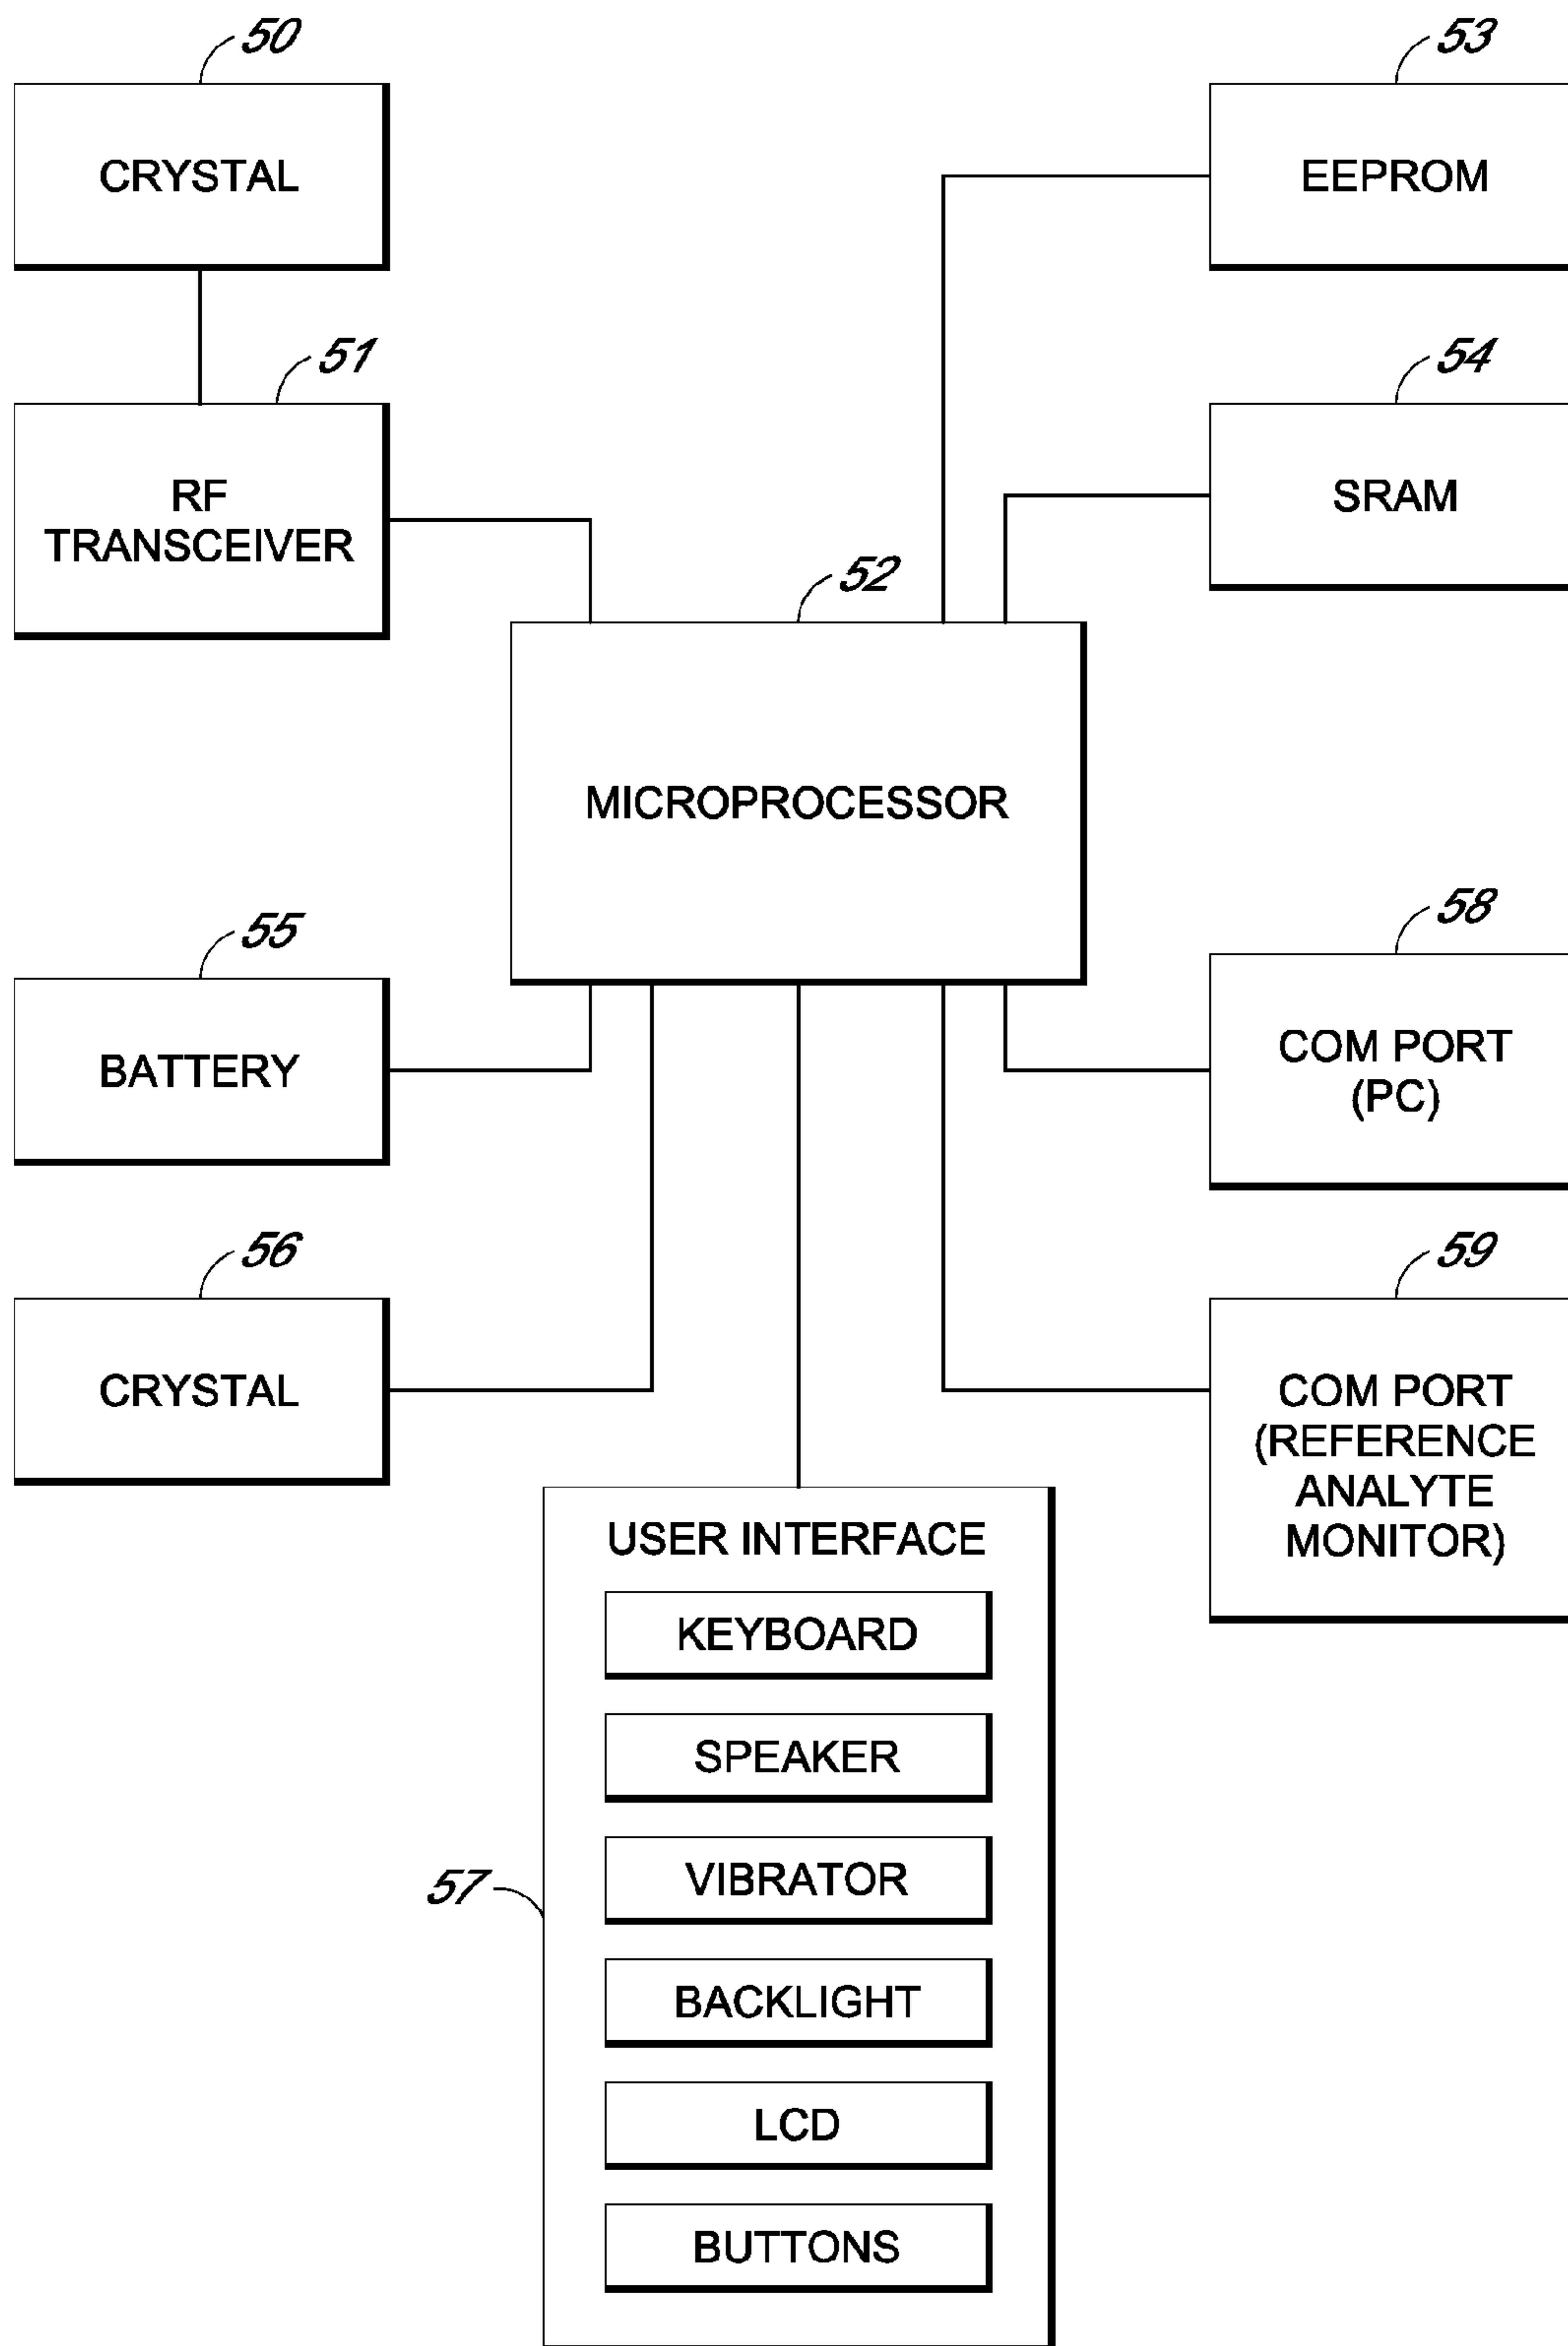 50
CRYSTAL
53
EEPROM
51
RF
TRANSCEIVER
54
SRAM
52
MICROPROCESSOR
55
BATTERY
58
COM PORT
(PC)
56
CRYSTAL
59
COM PORT
(REFERENCE
ANALYTE
MONITOR)
57
USER INTERFACE
KEYBOARD
SPEAKER
VIBRATOR
BACKLIGHT
LCD
BUTTONS